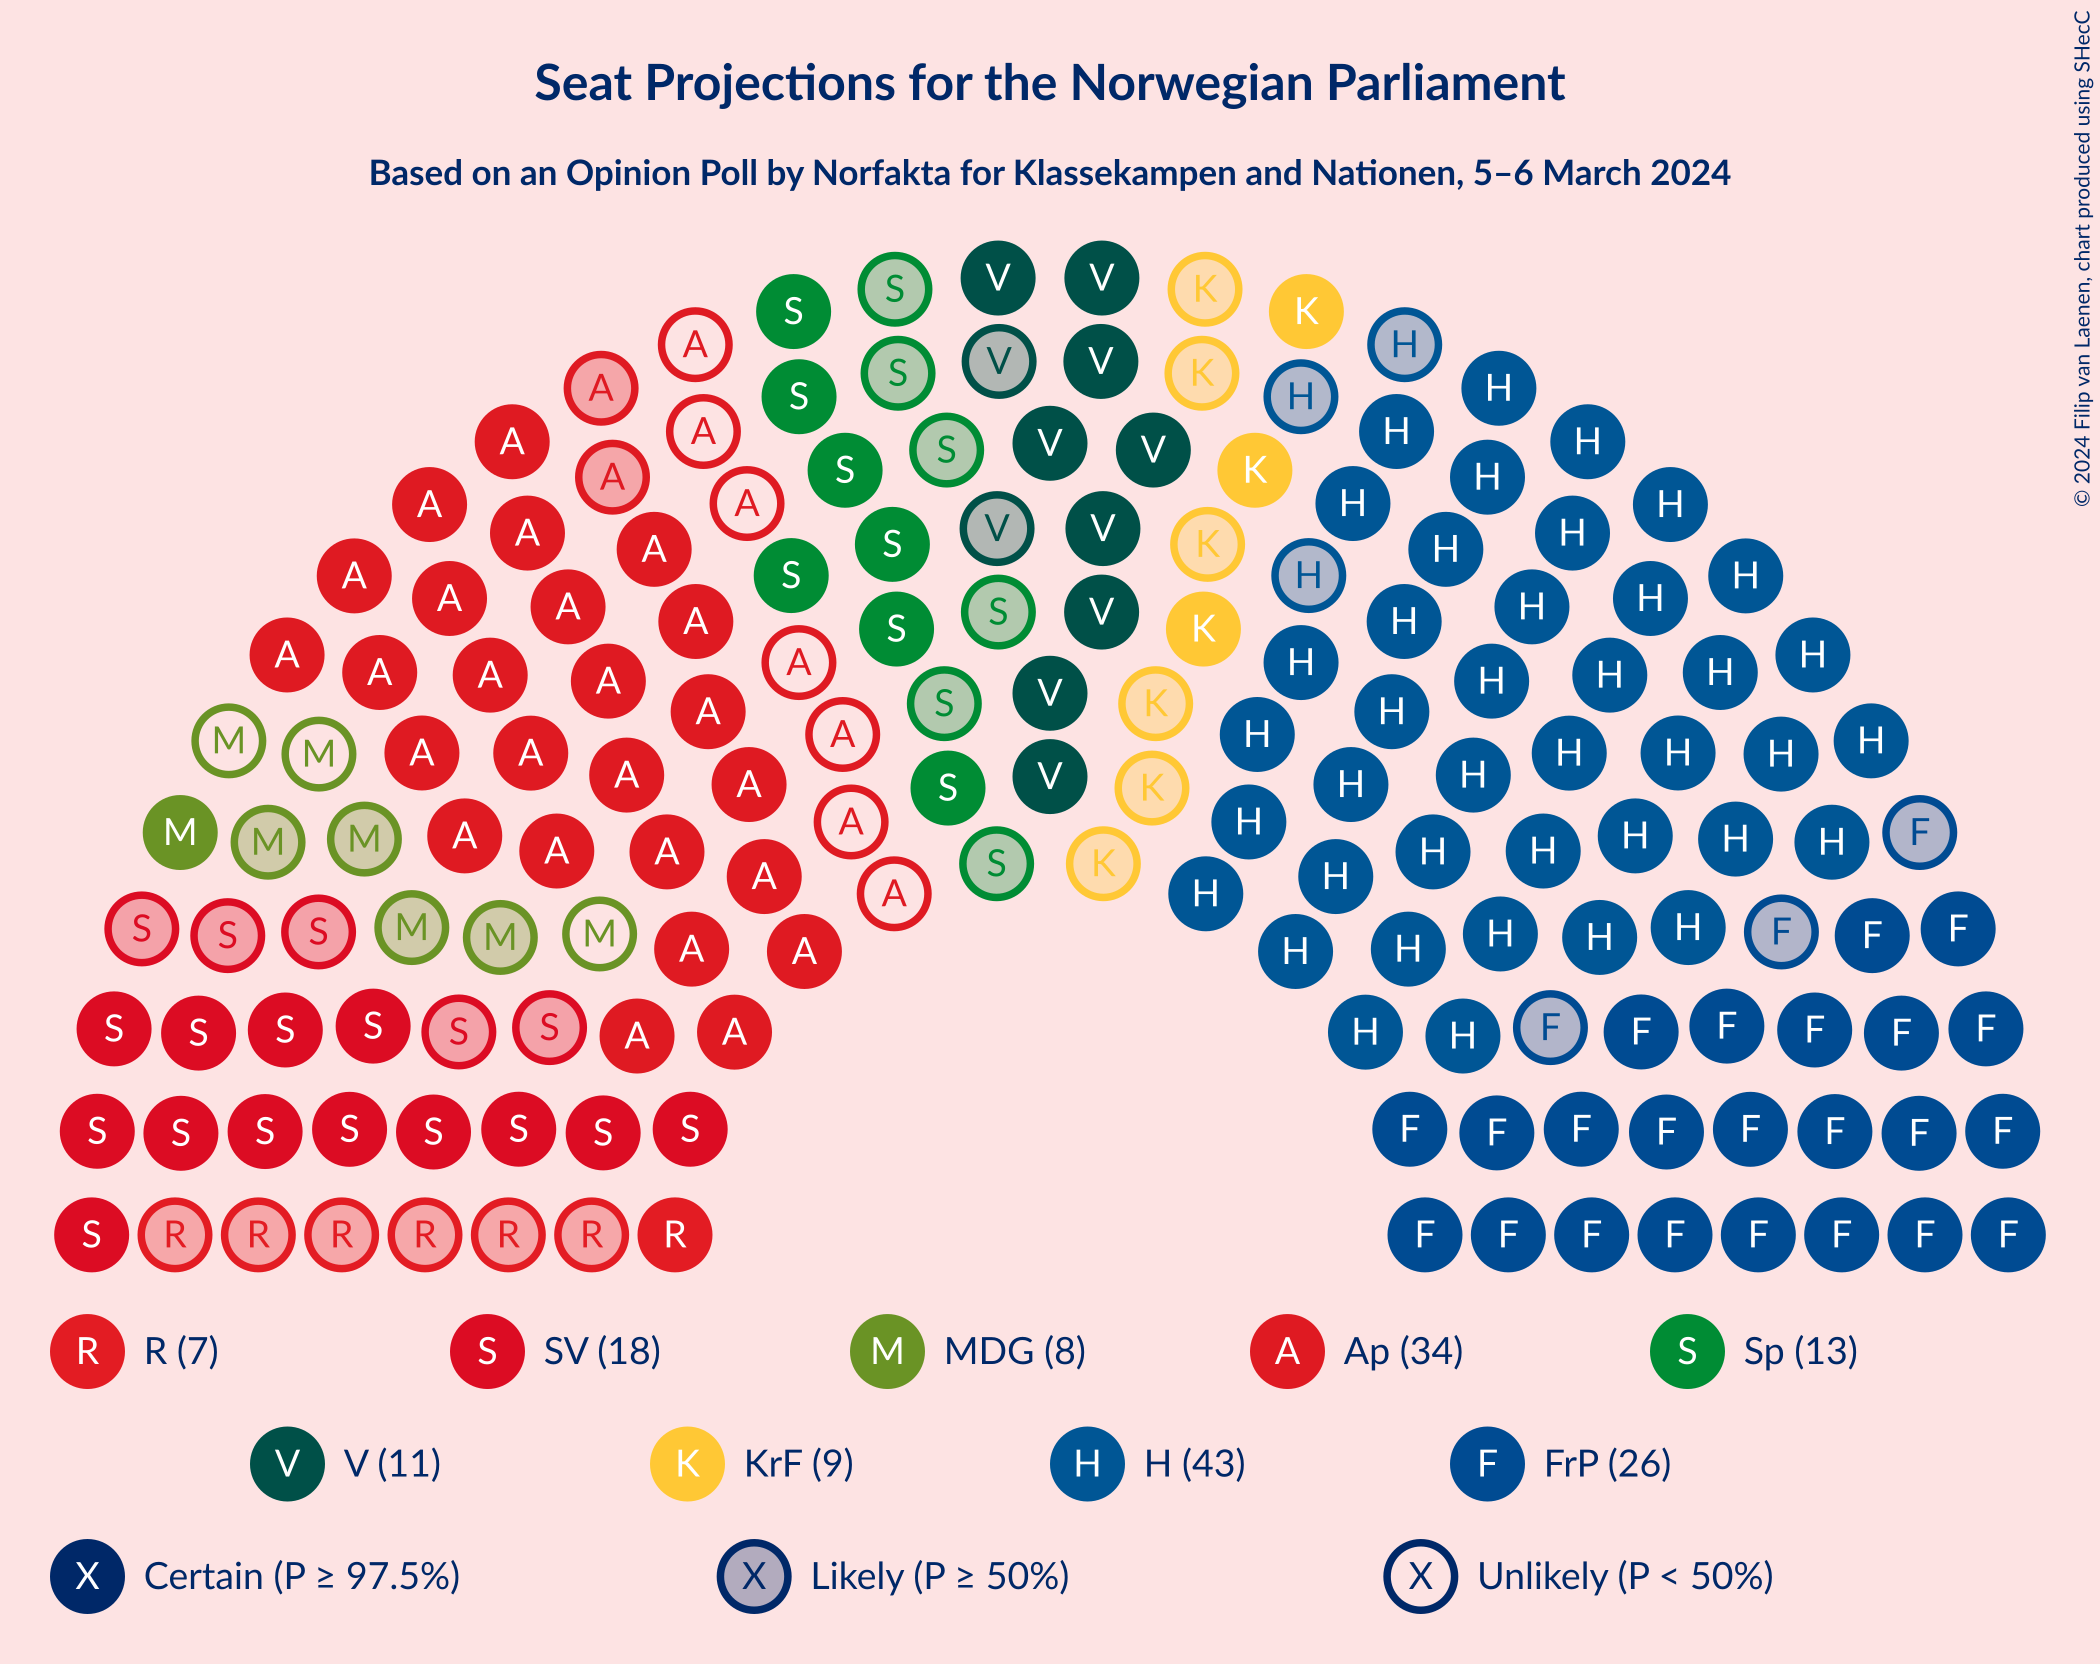 Seat Projections for the Norwegian Parliament
Based on an Opinion Poll by Norfakta for Klassekampen and Nationen, 5–6 March 2024
© 2024 Filip van Laenen, chart produced using SHecC
S V V K
S K
A H
A H
S V V K
S H
A H
A H
A H
S V V K
S H
A H
A H
A H
S V V K
A H
A S H
A H
A H
A S V K H
A S H
A H
A A H H
A A A A S V K H H H H
M M A A A A A S V K H H H H H H H
M M M A A A A A S K H H H H H H F
S S S M M M A A A H H H H H H F F F
S S S S S S A A H H F F F F F F
S S S S S S S S F F F F F F F F
S R R R R R R R F F F F F F F F
R R (7) S SV (18) M MDG (8) A Ap (34) S Sp (13)
V V (11) K KrF (9) H H (43) F FrP (26)
X Certain (P ≥ 97.5%) X Likely (P ≥ 50%) X Unlikely (P < 50%)